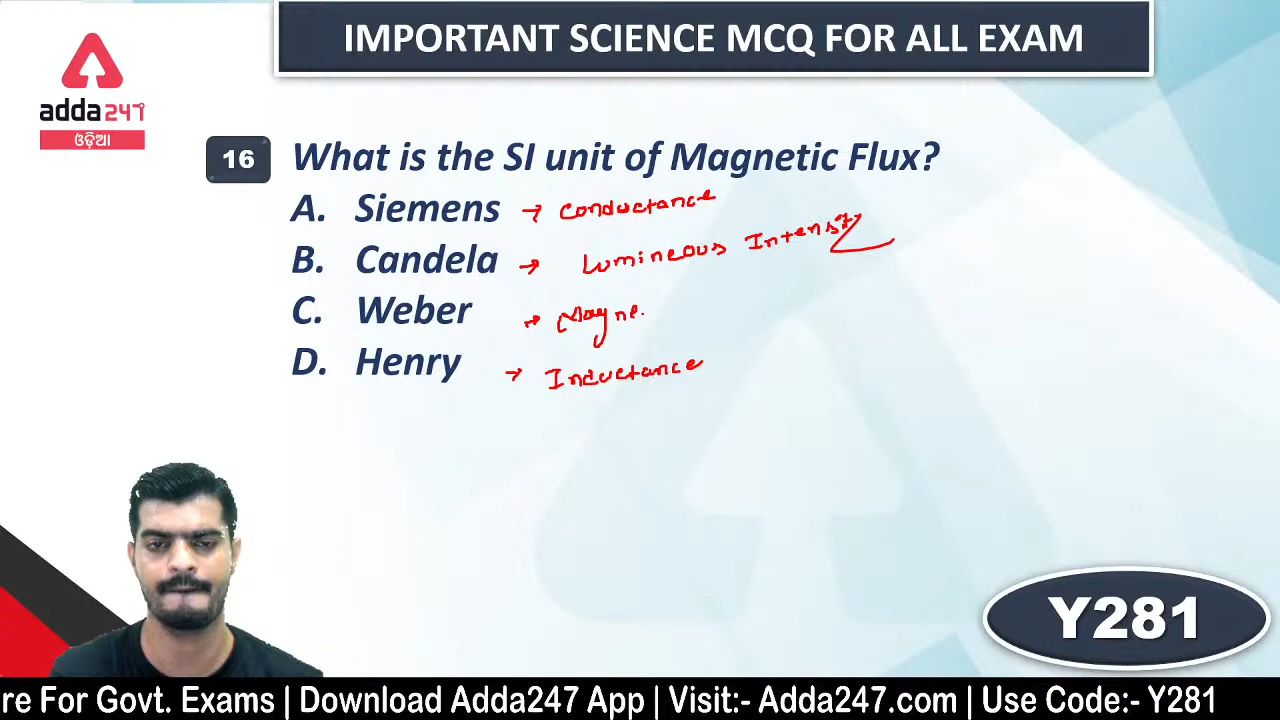 IMPORTANT SCIENCE MCQ FOR ALL EXAM
adda247
ଓଡ଼ିଆ
16 What is the SI unit of Magnetic Flux?
A. Siemens → Conductance
B. Candela → Lumineous Intensity
C. Weber → Magne.
D. Henry → Inductance
Y281
re For Govt. Exams | Download Adda247 App | Visit:- Adda247.com | Use Code:- Y281